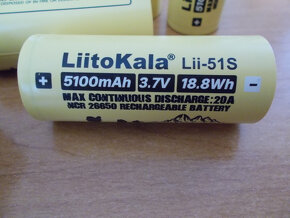 LiitoKala® Lii-51S
+ 5100mAh 3.7V 18.8Wh -
MAX CONTINUOUS DISCHARGE:20A
NCR 26650 RECHARGEABLE BATTERY